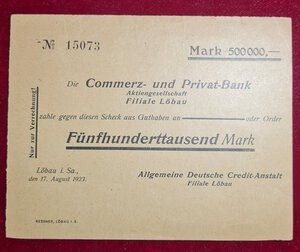 № 15073
Mark 500000,—
Die Commerz- und Privat-Bank
Aktiengesellschaft
Filiale Löbau
zahle gegen diesen Scheck aus Guthaben an — oder Order
Fünfhunderttausend Mark
Löbau i. Sa.,
den 17. August 1923.
Allgemeine Deutsche Credit-Anstalt
Filiale Löbau
Nur zur Verrechnung!
LÖBAU i. S.